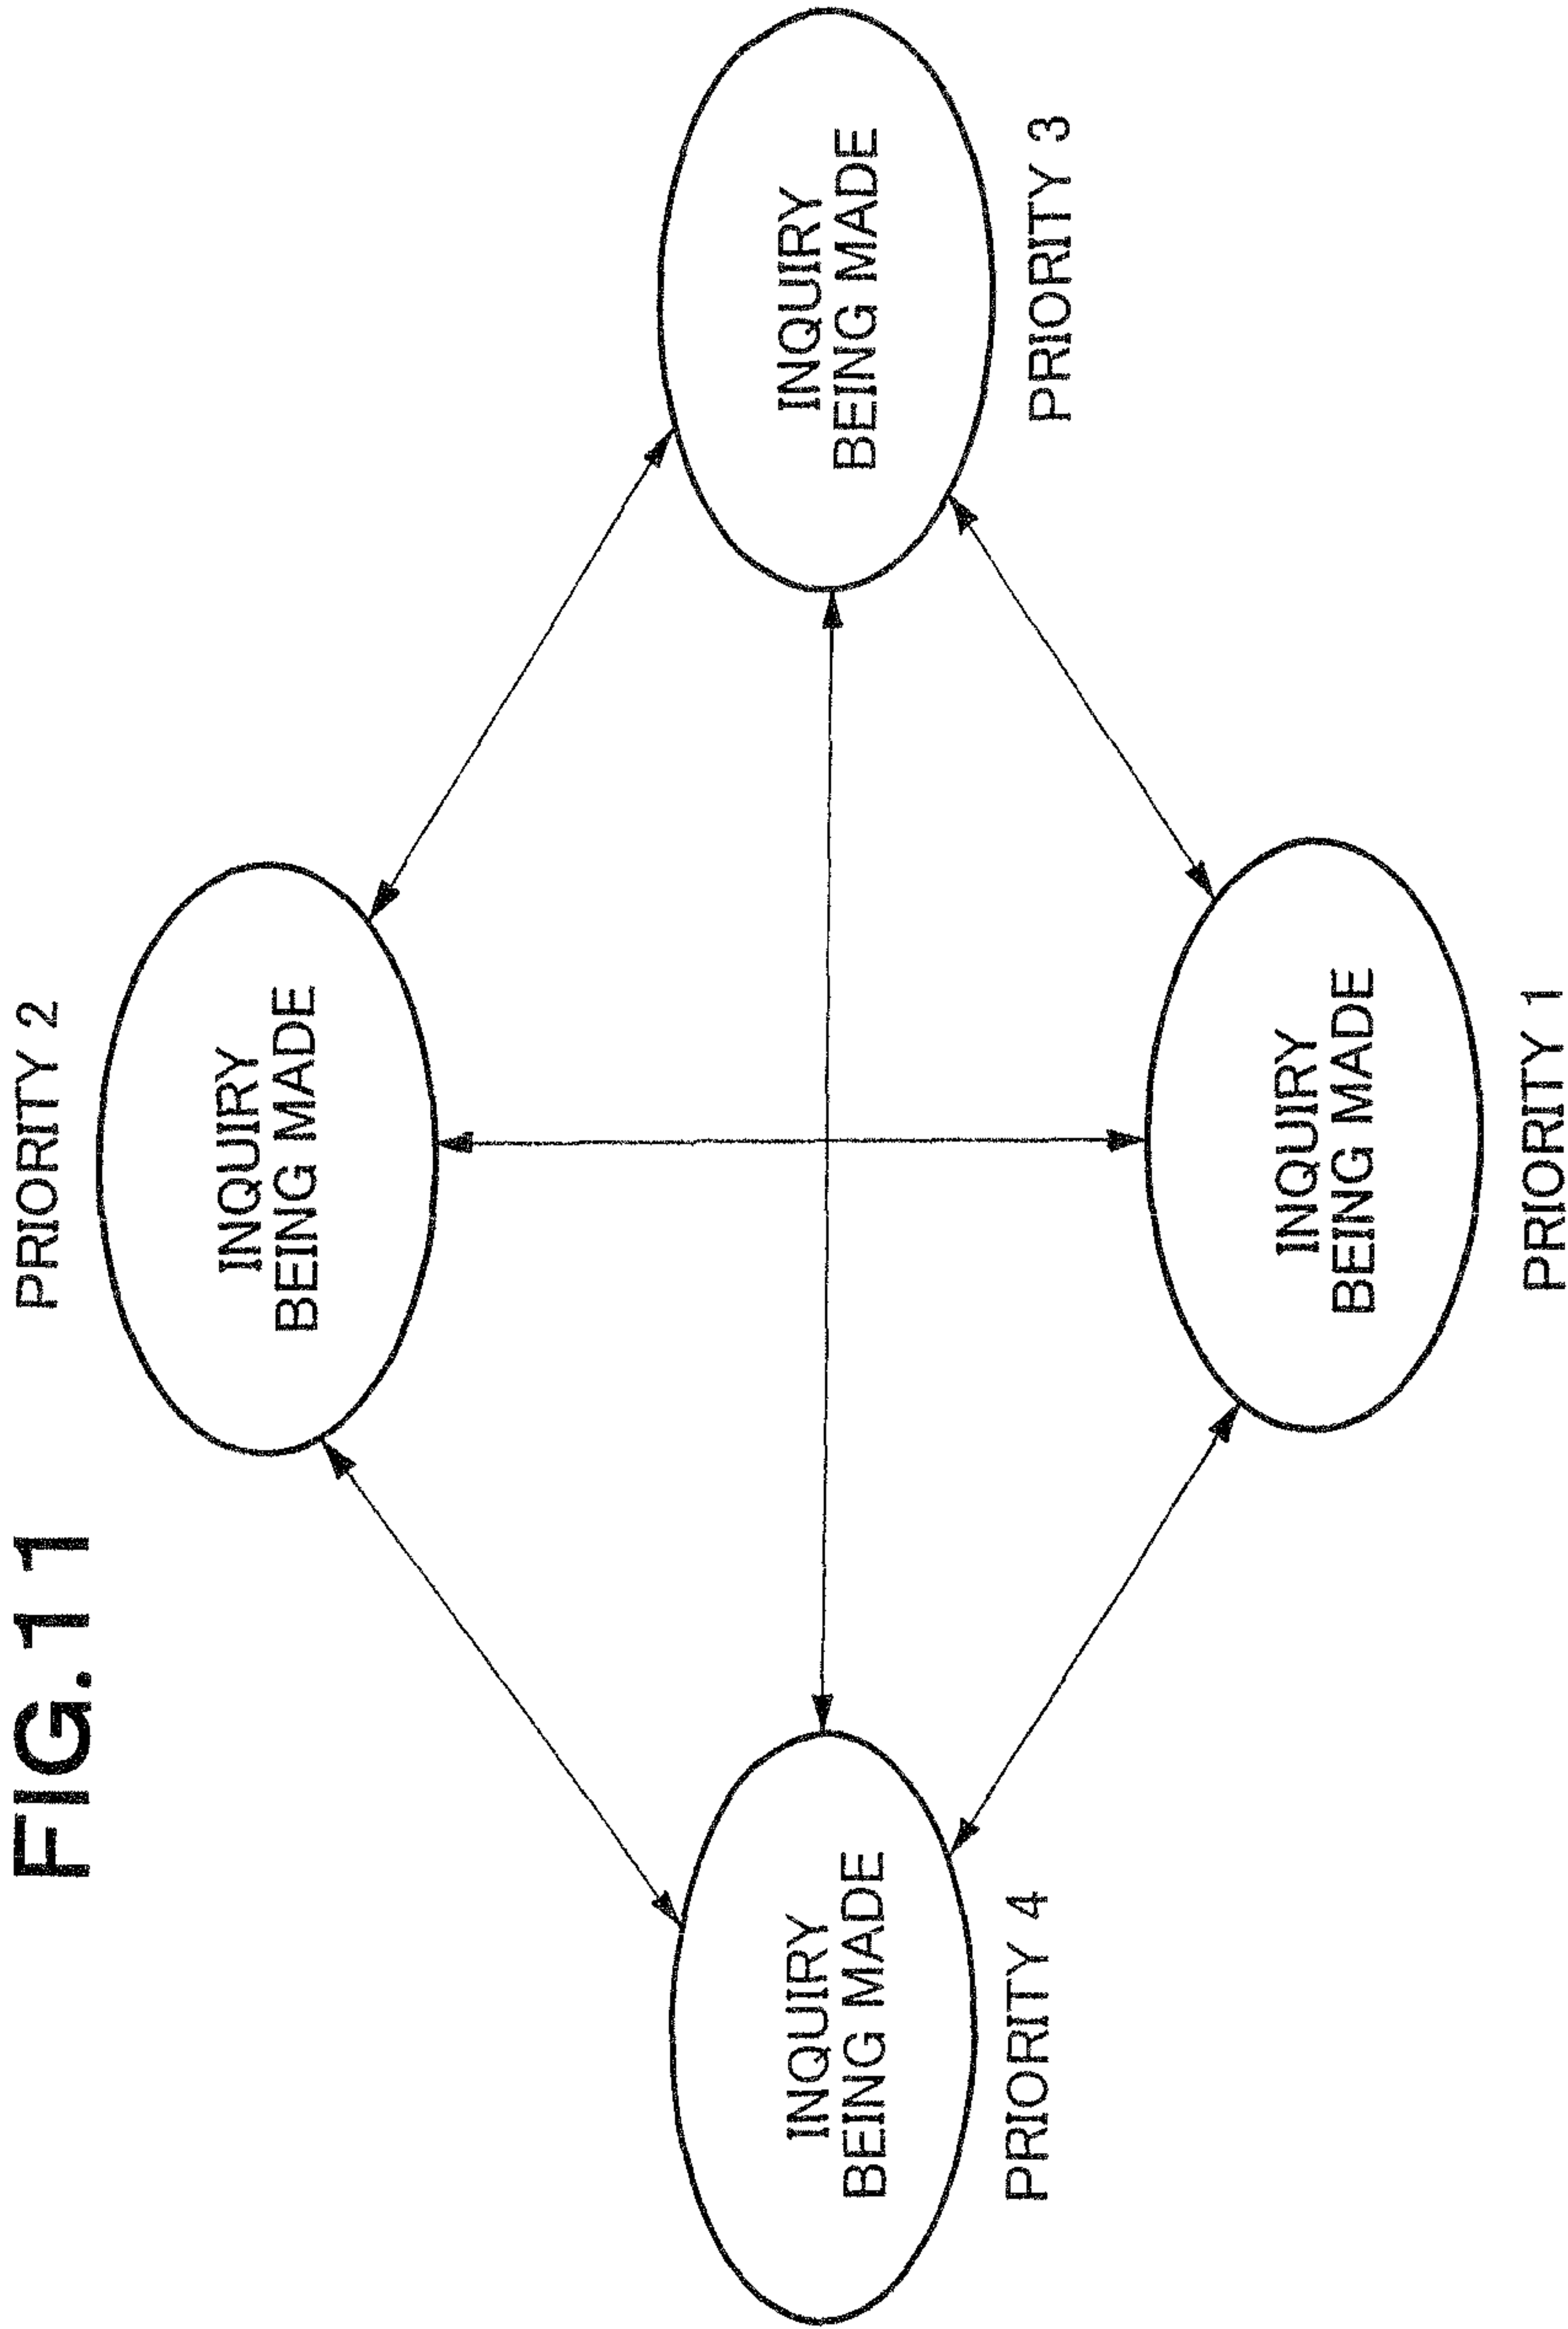 FIG.11
PRIORITY 2
INQUIRY
BEING MADE
INQUIRY
BEING MADE
PRIORITY 4
INQUIRY
BEING MADE
PRIORITY 3
INQUIRY
BEING MADE
PRIORITY 1